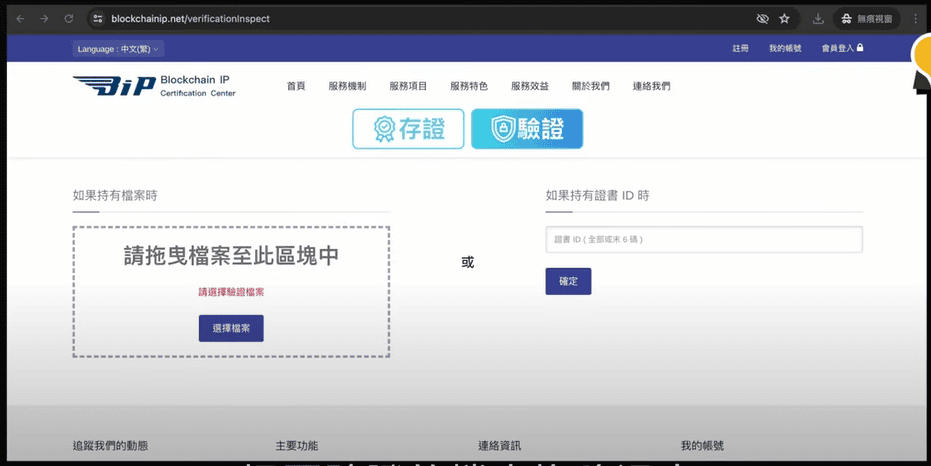 blockchainip.net/verificationInspect
無痕視窗
Language : 中文(繁)
註冊 我的帳號 會員登入
BiP Blockchain IP
Certification Center
首頁 服務機制 服務項目 服務特色 服務效益 關於我們 連絡我們
存證 驗證
如果持有檔案時
請拖曳檔案至此區塊中
請選擇驗證檔案
選擇檔案
或
如果持有證書 ID 時
證書 ID ( 全部或末 6 碼 )
確定
追蹤我們的動態 主要功能 連絡資訊 我的帳號